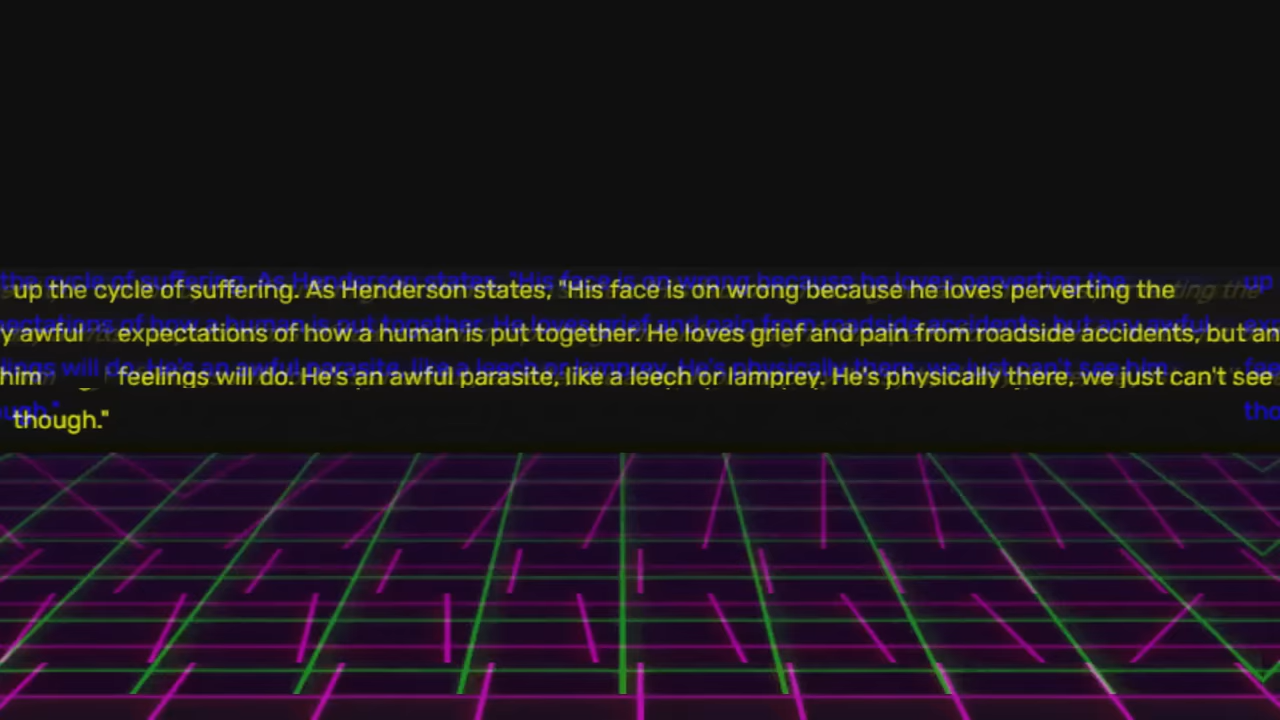 up the cycle of suffering. As Henderson states, "His face is on wrong because he loves perverting the
y awful expectations of how a human is put together. He loves grief and pain from roadside accidents, but an
him feelings will do. He's an awful parasite, like a leech or lamprey. He's physically there, we just can't see
though."